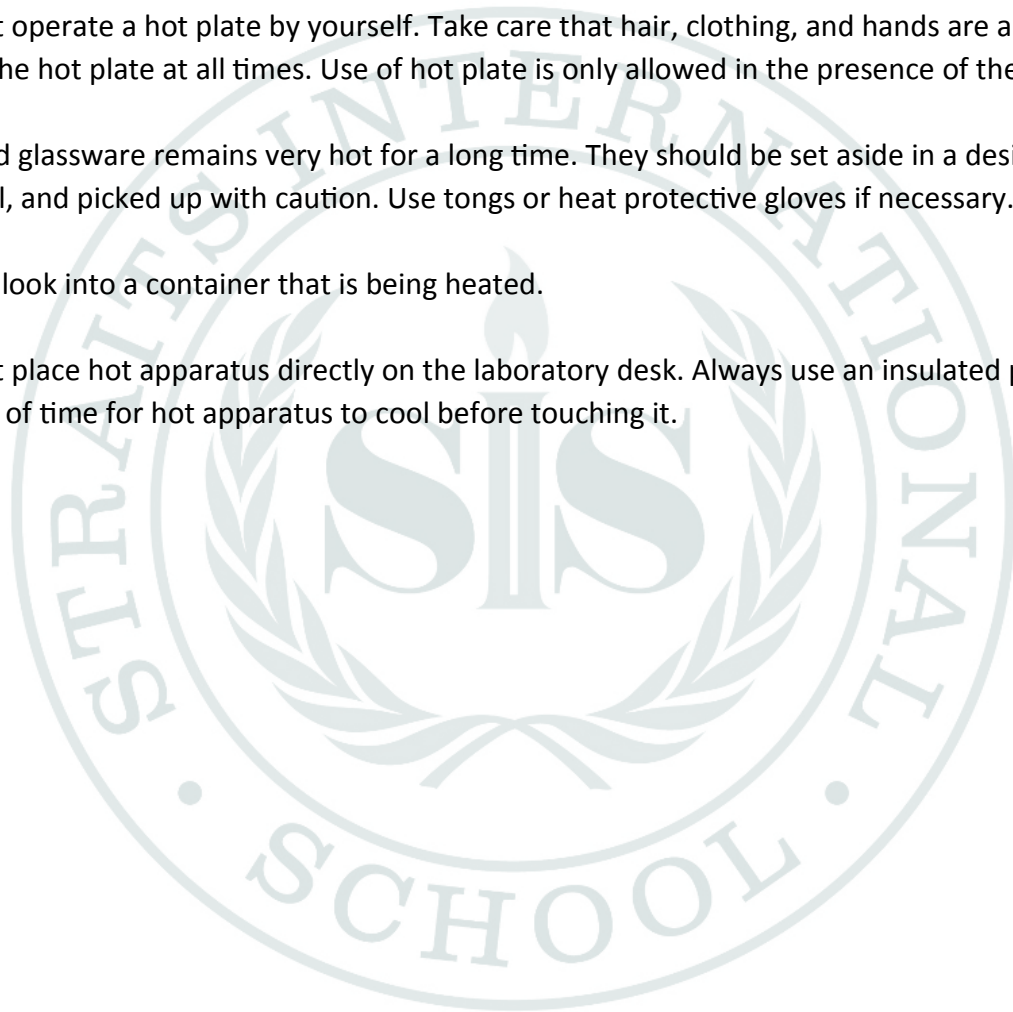 t operate a hot plate by yourself. Take care that hair, clothing, and hands are a
he hot plate at all times. Use of hot plate is only allowed in the presence of the
d glassware remains very hot for a long time. They should be set aside in a desi
l, and picked up with caution. Use tongs or heat protective gloves if necessary.
look into a container that is being heated.
t place hot apparatus directly on the laboratory desk. Always use an insulated p
of time for hot apparatus to cool before touching it.
STRAITS INTERNATIONAL
SIS
SCHOOL